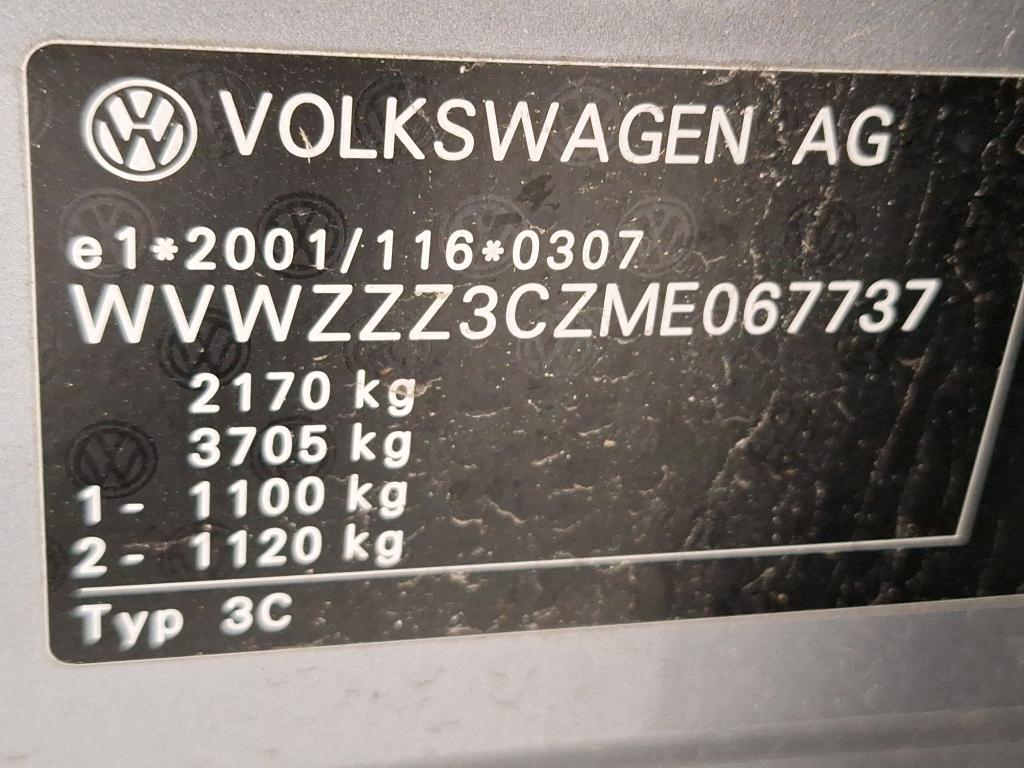 VOLKSWAGEN AG
e1*2001/116*0307
WVWZZZ3CZME067737
2170 kg
3705 kg
1- 1100 kg
2- 1120 kg
Typ 3C